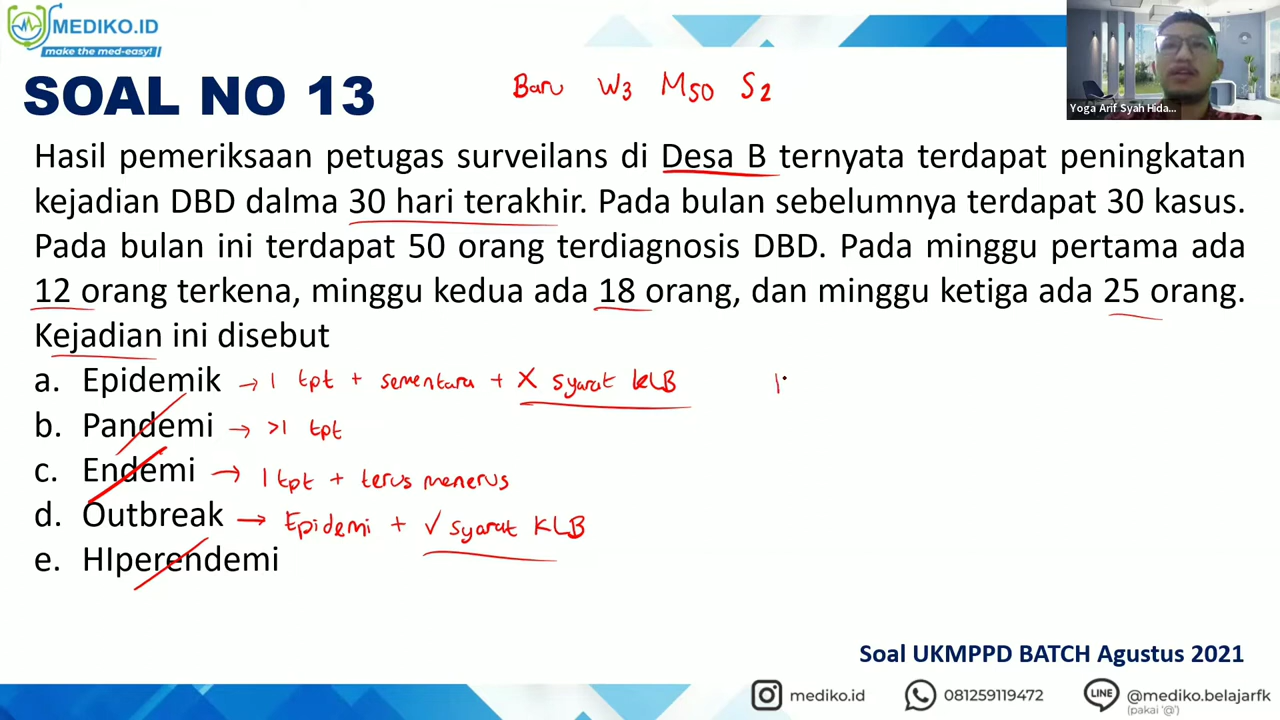 MEDIKO.ID
make the med-easy!
SOAL NO 13
Baru W3 M50 S2
Yoga Arif Syah Hida...
Hasil pemeriksaan petugas surveilans di Desa B ternyata terdapat peningkatan
kejadian DBD dalma 30 hari terakhir. Pada bulan sebelumnya terdapat 30 kasus.
Pada bulan ini terdapat 50 orang terdiagnosis DBD. Pada minggu pertama ada
12 orang terkena, minggu kedua ada 18 orang, dan minggu ketiga ada 25 orang.
Kejadian ini disebut
a. Epidemik → 1 tpt + sementara + X syarat KLB
b. Pandemi → >1 tpt
c. Endemi → 1 tpt + terus menerus
d. Outbreak → Epidemi + √ syarat KLB
e. HIperendemi
Soal UKMPPD BATCH Agustus 2021
mediko.id 081259119472 @mediko.belajarfk
(pakai '@')